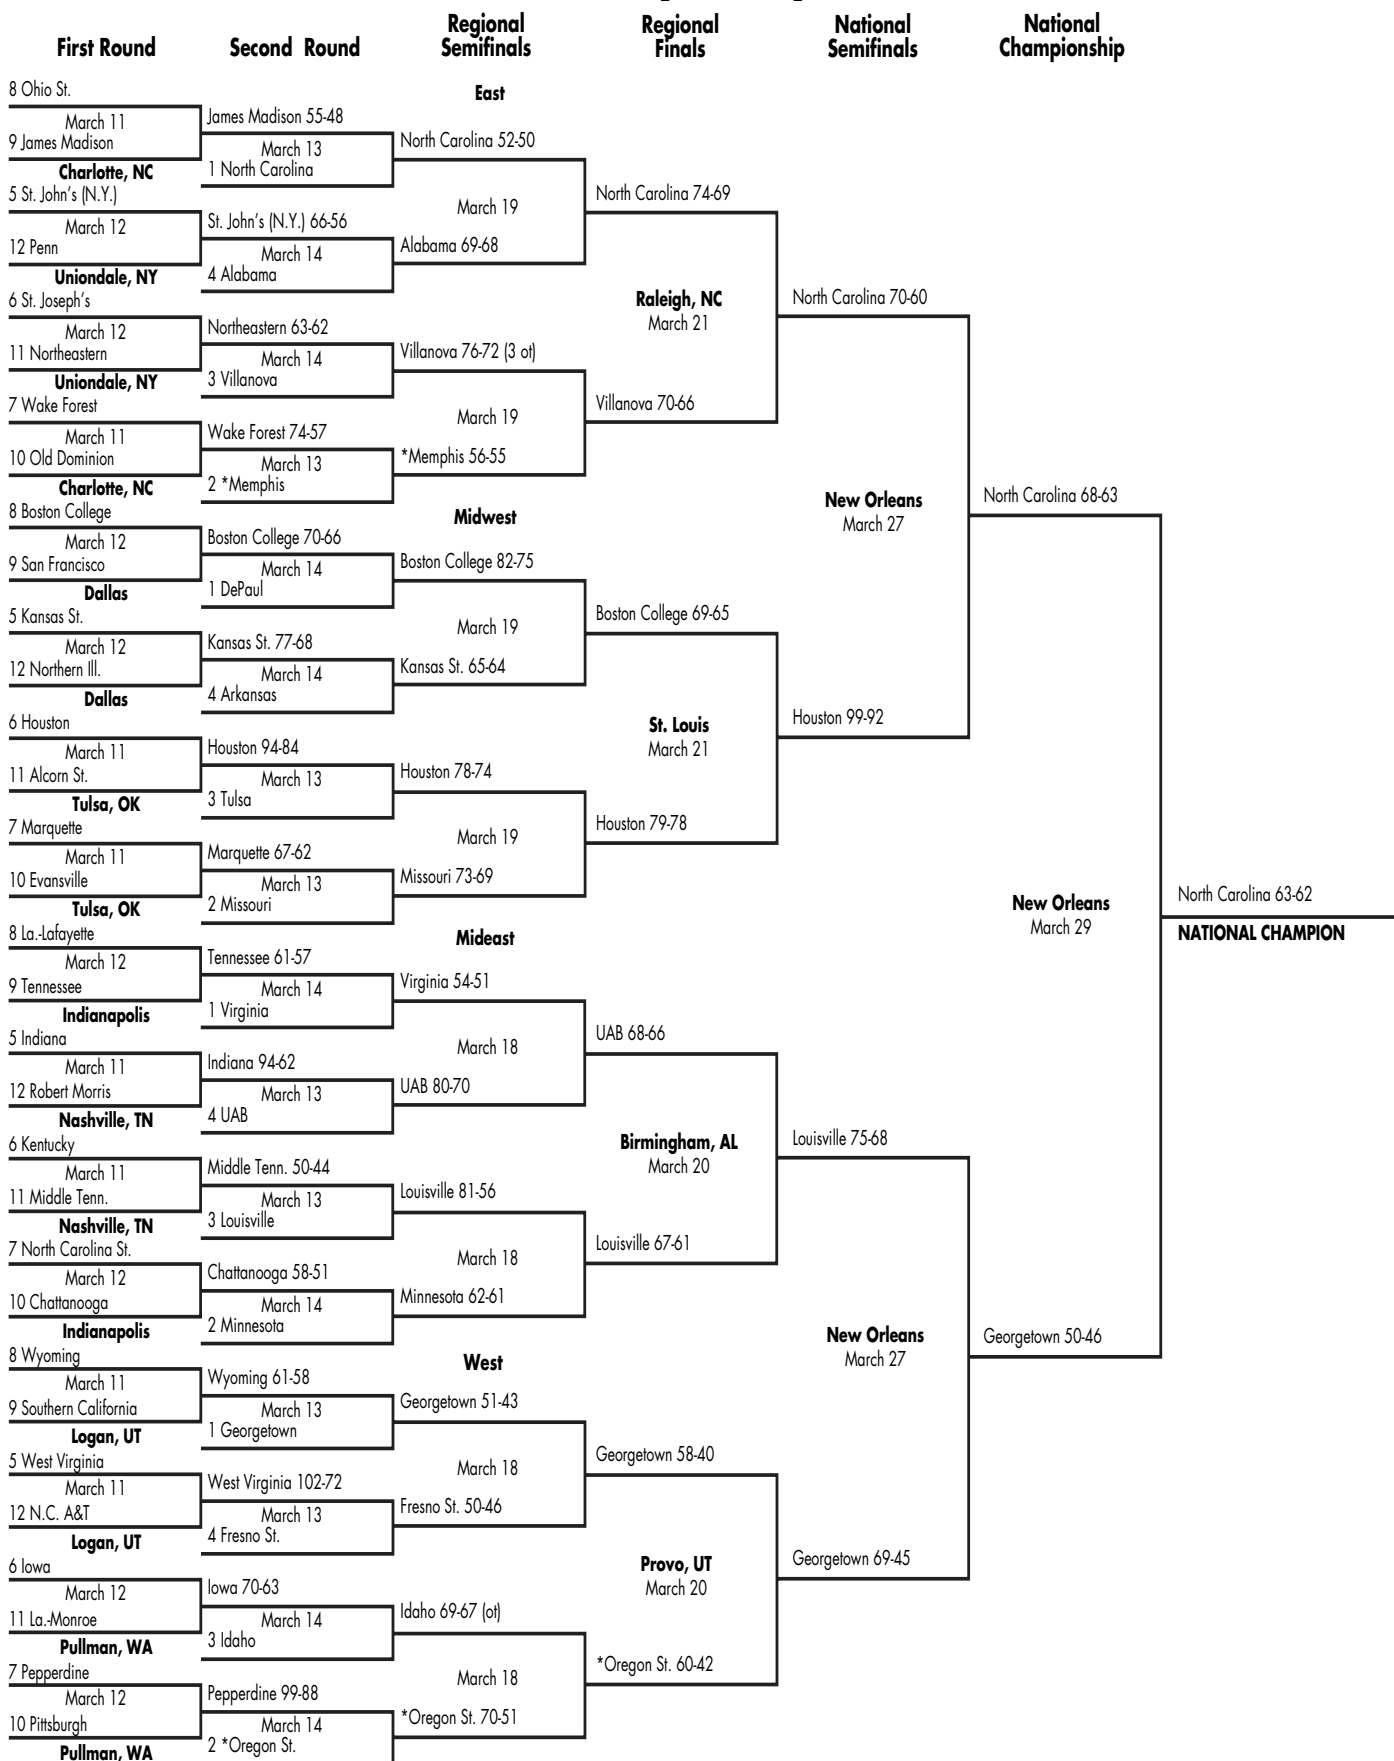 First Round
Second Round
Regional
Semifinals
Regional
Finals
National
Semifinals
National
Championship
8 Ohio St.
March 11
9 James Madison
Charlotte, NC
5 St. John's (N.Y.)
March 12
12 Penn
Uniondale, NY
6 St. Joseph's
March 12
11 Northeastern
Uniondale, NY
7 Wake Forest
March 11
10 Old Dominion
Charlotte, NC
8 Boston College
March 12
9 San Francisco
Dallas
5 Kansas St.
March 12
12 Northern Ill.
Dallas
6 Houston
March 11
11 Alcorn St.
Tulsa, OK
7 Marquette
March 11
10 Evansville
Tulsa, OK
8 La.-Lafayette
March 12
9 Tennessee
Indianapolis
5 Indiana
March 11
12 Robert Morris
Nashville, TN
6 Kentucky
March 11
11 Middle Tenn.
Nashville, TN
7 North Carolina St.
March 12
10 Chattanooga
Indianapolis
8 Wyoming
March 11
9 Southern California
Logan, UT
5 West Virginia
March 11
12 N.C. A&T
Logan, UT
6 Iowa
March 12
11 La.-Monroe
Pullman, WA
7 Pepperdine
March 12
10 Pittsburgh
Pullman, WA
James Madison 55-48
March 13
1 North Carolina
St. John's (N.Y.) 66-56
March 14
4 Alabama
Northeastern 63-62
March 14
3 Villanova
Wake Forest 74-57
March 13
2 *Memphis
Boston College 70-66
March 14
1 DePaul
Kansas St. 77-68
March 14
4 Arkansas
Houston 94-84
March 13
3 Tulsa
Marquette 67-62
March 13
2 Missouri
Tennessee 61-57
March 14
1 Virginia
Indiana 94-62
March 13
4 UAB
Middle Tenn. 50-44
March 13
3 Louisville
Chattanooga 58-51
March 14
2 Minnesota
Wyoming 61-58
March 13
1 Georgetown
West Virginia 102-72
March 13
4 Fresno St.
Iowa 70-63
March 14
3 Idaho
Pepperdine 99-88
March 14
2 *Oregon St.
East
North Carolina 52-50
March 19
Alabama 69-68
Villanova 76-72 (3 ot)
March 19
*Memphis 56-55
Midwest
Boston College 82-75
March 19
Kansas St. 65-64
Houston 78-74
March 19
Missouri 73-69
Mideast
Virginia 54-51
March 18
UAB 80-70
Louisville 81-56
March 18
Minnesota 62-61
West
Georgetown 51-43
March 18
Fresno St. 50-46
Idaho 69-67 (ot)
March 18
*Oregon St. 70-51
North Carolina 74-69
Raleigh, NC
March 21
Villanova 70-66
Boston College 69-65
St. Louis
March 21
Houston 79-78
UAB 68-66
Birmingham, AL
March 20
Louisville 67-61
Georgetown 58-40
Provo, UT
March 20
*Oregon St. 60-42
North Carolina 70-60
New Orleans
March 27
Houston 99-92
Louisville 75-68
New Orleans
March 27
Georgetown 69-45
North Carolina 68-63
New Orleans
March 29
Georgetown 50-46
North Carolina 63-62
NATIONAL CHAMPION